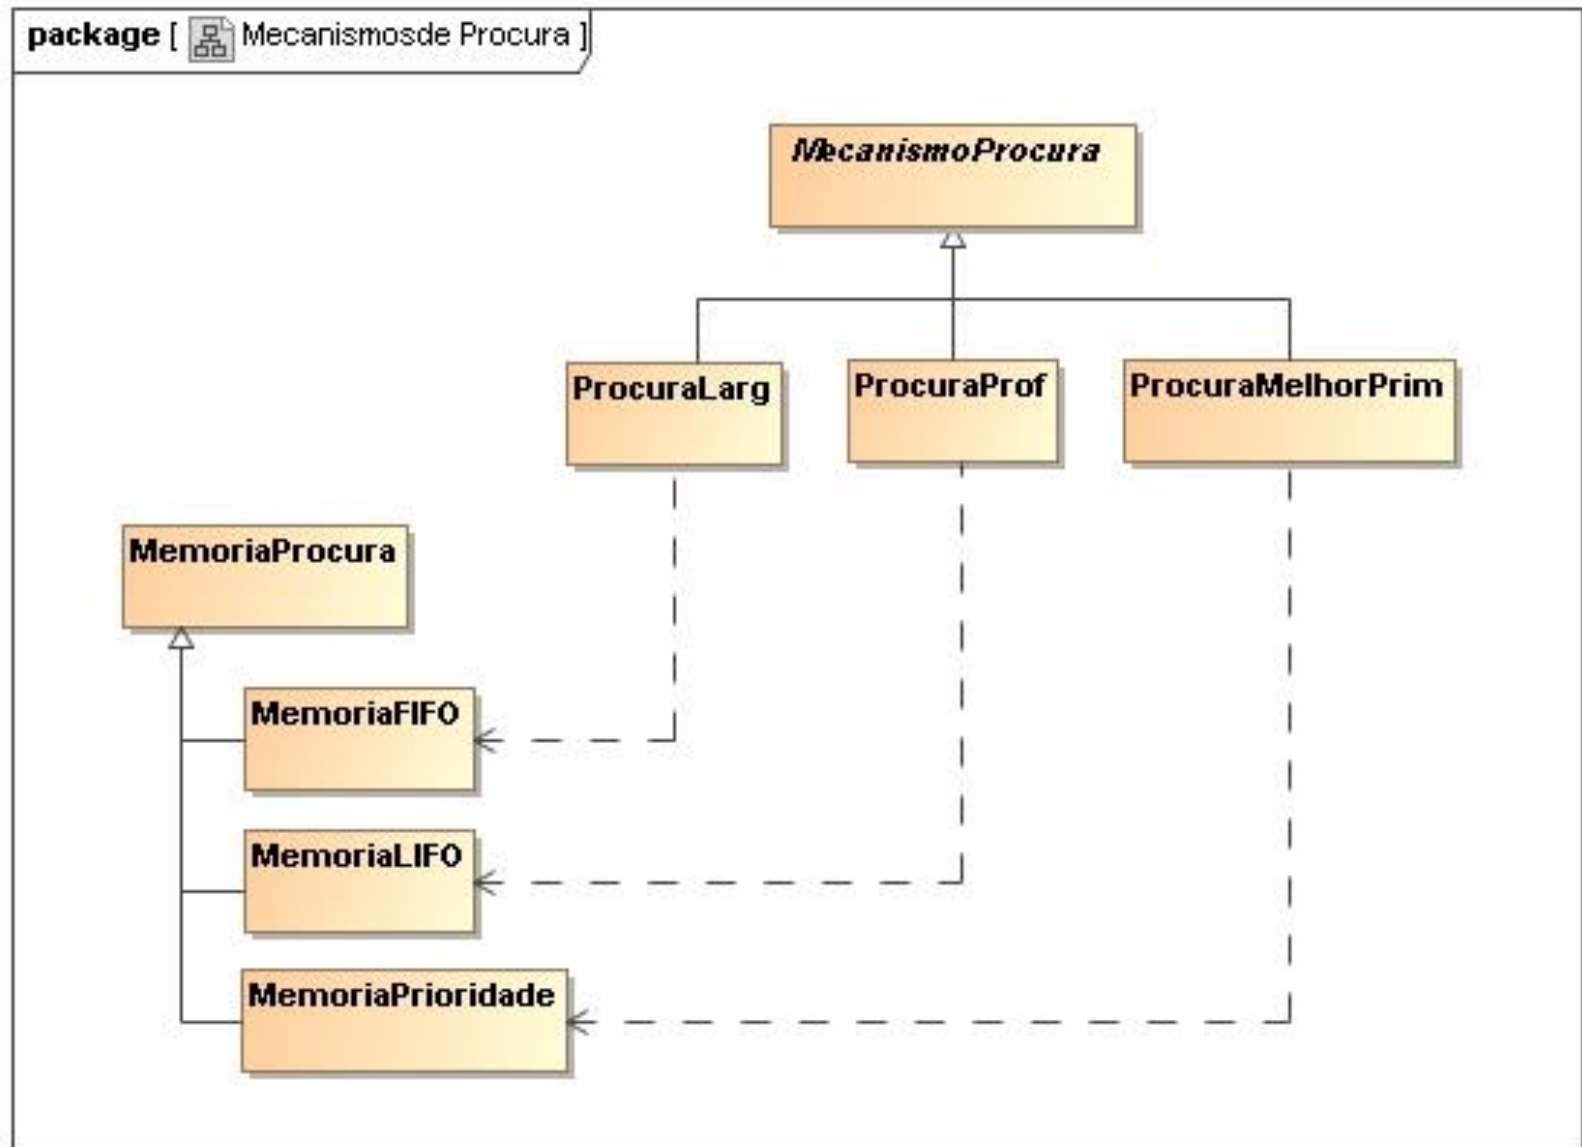 package [ Mecanismosde Procura ]
MecanismoProcura
ProcuraLarg
ProcuraProf
ProcuraMelhorPrim
MemoriaProcura
MemoriaFIFO
MemoriaLIFO
MemoriaPrioridade